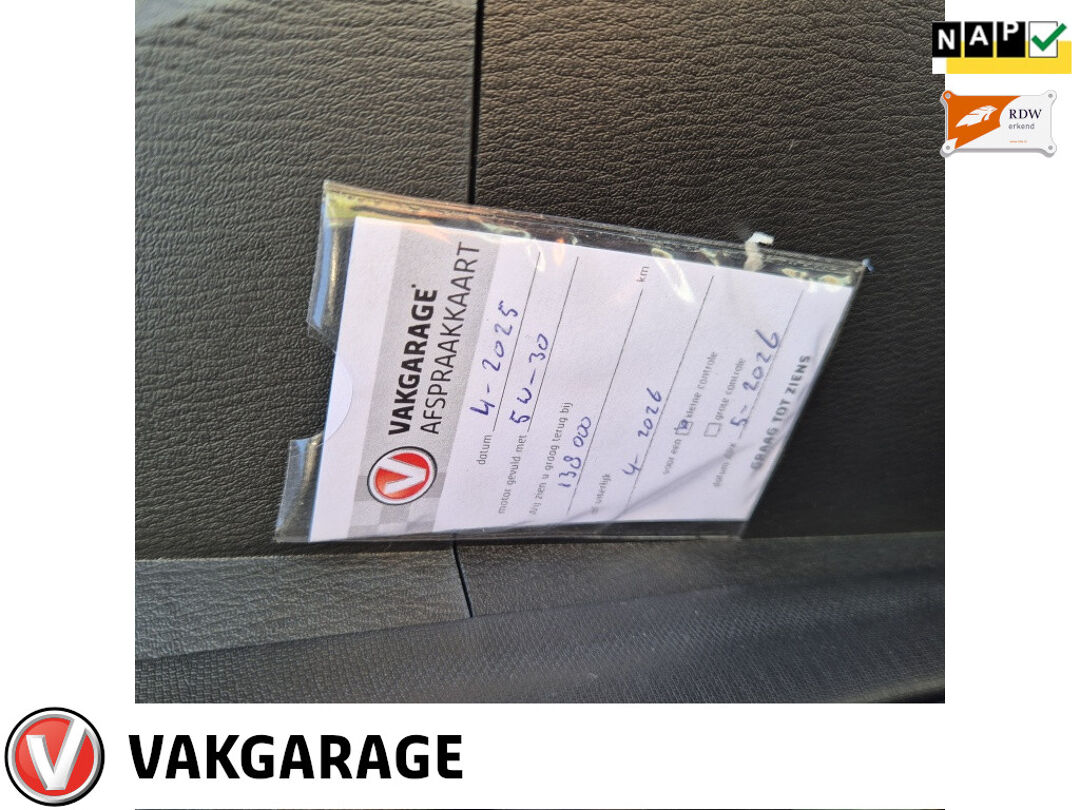 NAP
RDW
erkend
VAKGARAGE
AFSPRAAKKAART
datum 4-2025
motor gevuld met 5W-30
Wij zien u graag terug bij
138 000 km
of uiterlijk
4-2026
voor een kleine controle
grote controle
datum apk 5-2026
GRAAG TOT ZIENS
VAKGARAGE